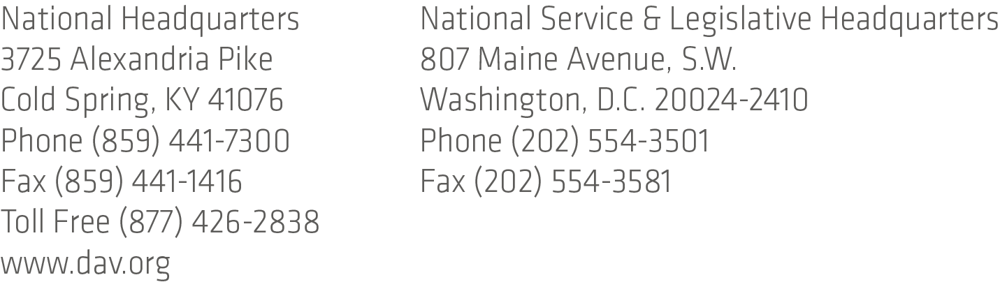 National Headquarters
3725 Alexandria Pike
Cold Spring, KY 41076
Phone (859) 441-7300
Fax (859) 441-1416
Toll Free (877) 426-2838
www.dav.org
National Service & Legislative Headquarters
807 Maine Avenue, S.W.
Washington, D.C. 20024-2410
Phone (202) 554-3501
Fax (202) 554-3581